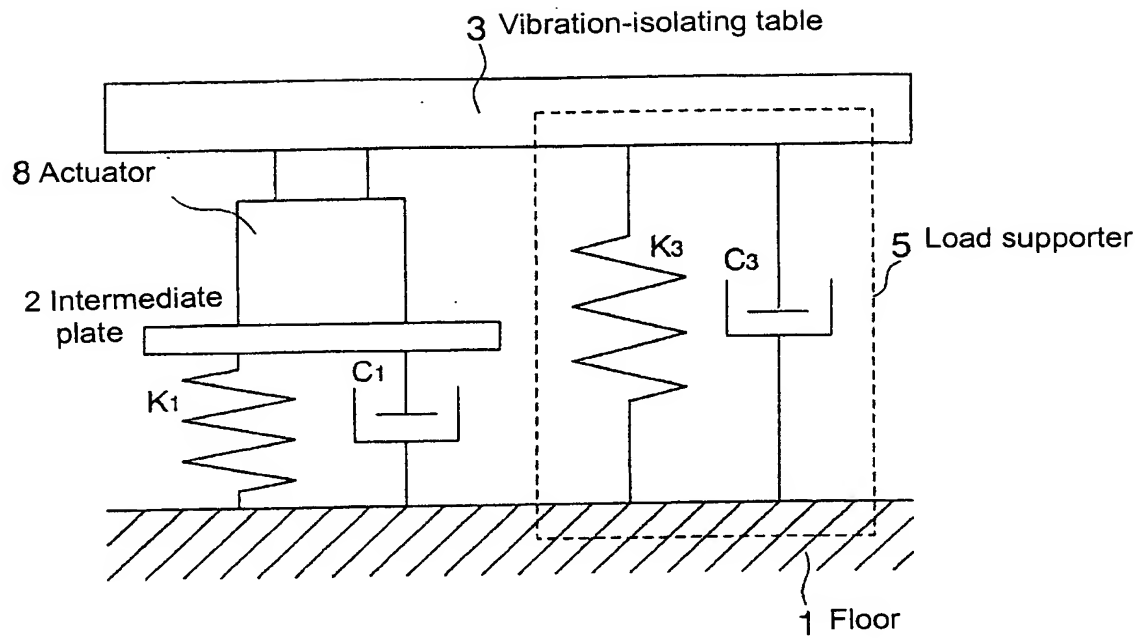 3 Vibration-isolating table
8 Actuator
K3
C3
5 Load supporter
2 Intermediate
plate
K1
C1
1 Floor